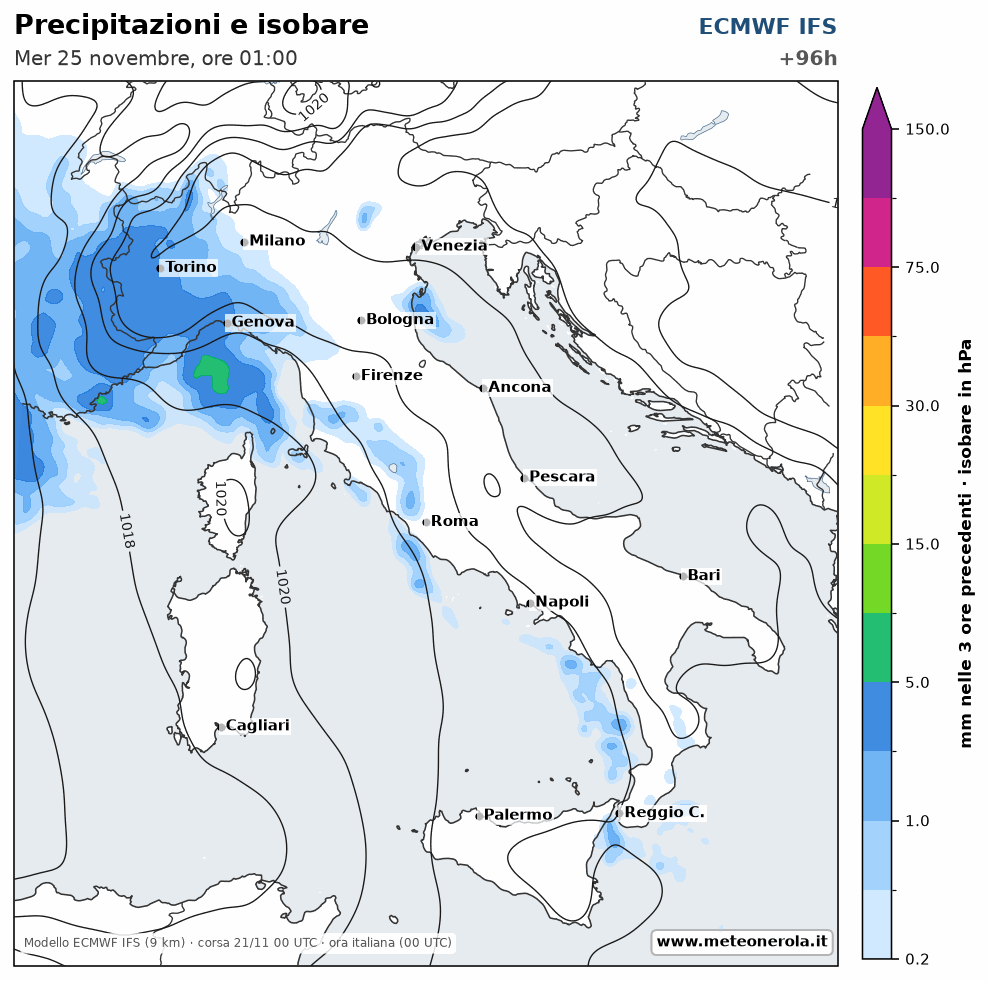 Precipitazioni e isobare
ECMWF IFS
Mer 25 novembre, ore 01:00
+96h
1020
150.0
Milano
Venezia
Torino
75.0
Genova
Bologna
Firenze
Ancona
30.0
Pescara
1020
1018
Roma
15.0
1020
Bari
Napoli
5.0
Cagliari
Palermo
Reggio C.
1.0
0.2
mm nelle 3 ore precedenti · isobare in hPa
Modello ECMWF IFS (9 km) · corsa 21/11 00 UTC · ora italiana (00 UTC)
www.meteonerola.it